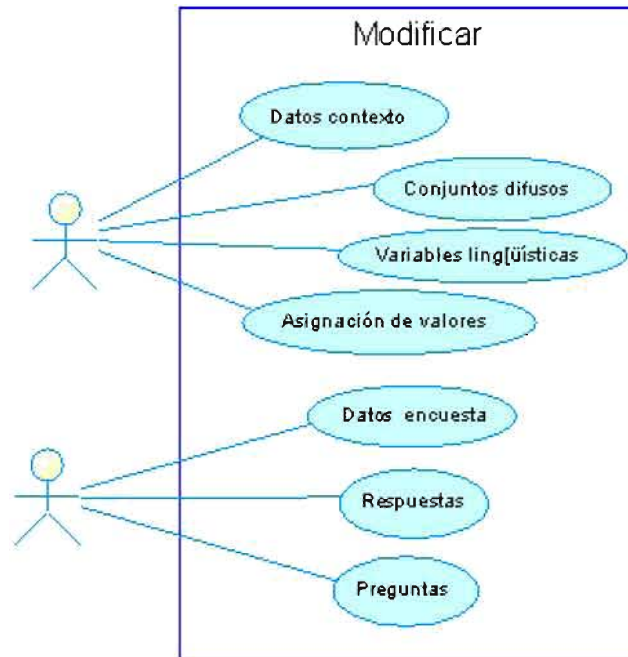 Modificar
Datos contexto
Conjuntos difusos
Variables ling[üísticas
Asignación de valores
Datos encuesta
Respuestas
Preguntas